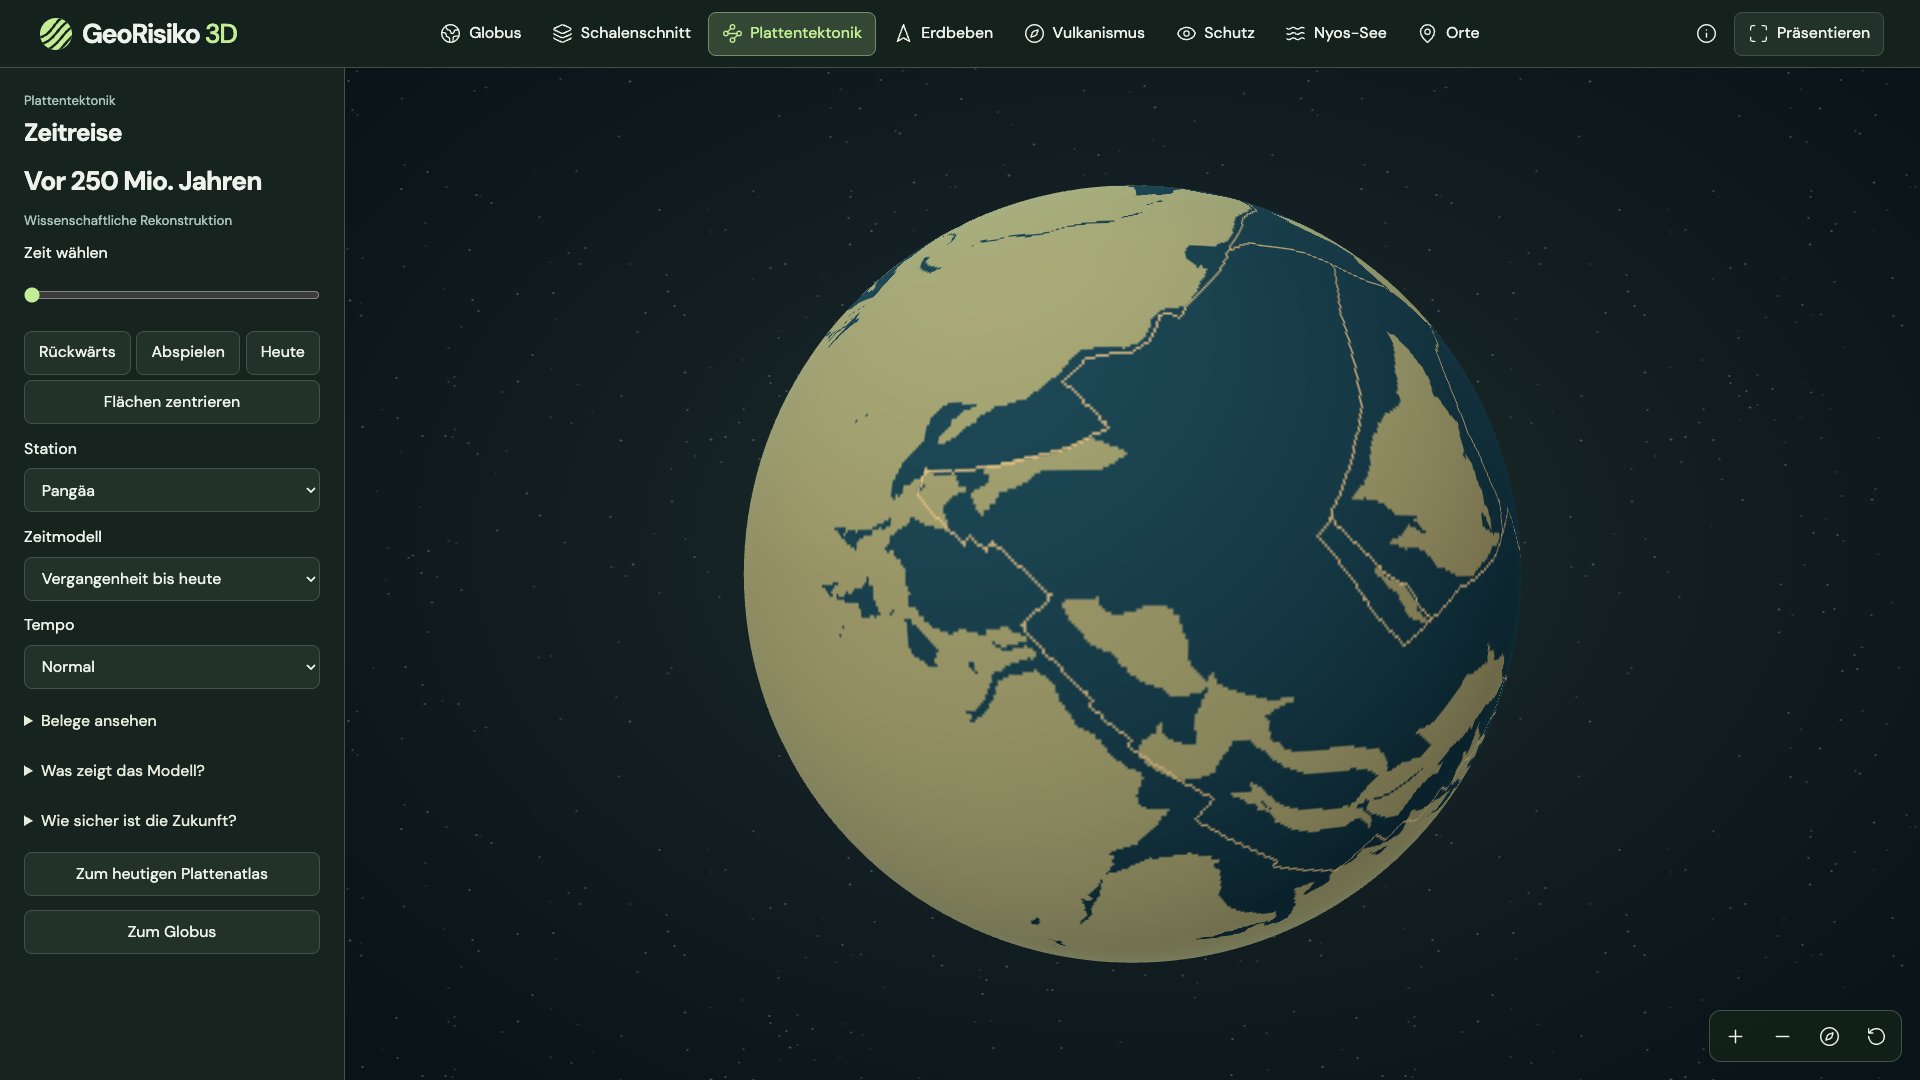 GeoRisiko 3D
Globus
Schalenschnitt
Plattentektonik
Erdbeben
Vulkanismus
Schutz
Nyos-See
Orte
Präsentieren
Plattentektonik
Zeitreise
Vor 250 Mio. Jahren
Wissenschaftliche Rekonstruktion
Zeit wählen
Rückwärts
Abspielen
Heute
Flächen zentrieren
Station
Pangäa
Zeitmodell
Vergangenheit bis heute
Tempo
Normal
Belege ansehen
Was zeigt das Modell?
Wie sicher ist die Zukunft?
Zum heutigen Plattenatlas
Zum Globus